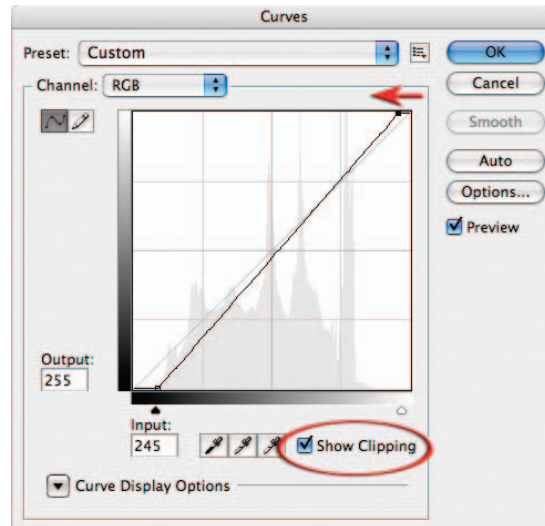 Curves
Preset: Custom
OK
Channel: RGB
Cancel
Smooth
Auto
Options...
Preview
Output:
255
Input:
245
Show Clipping
Curve Display Options